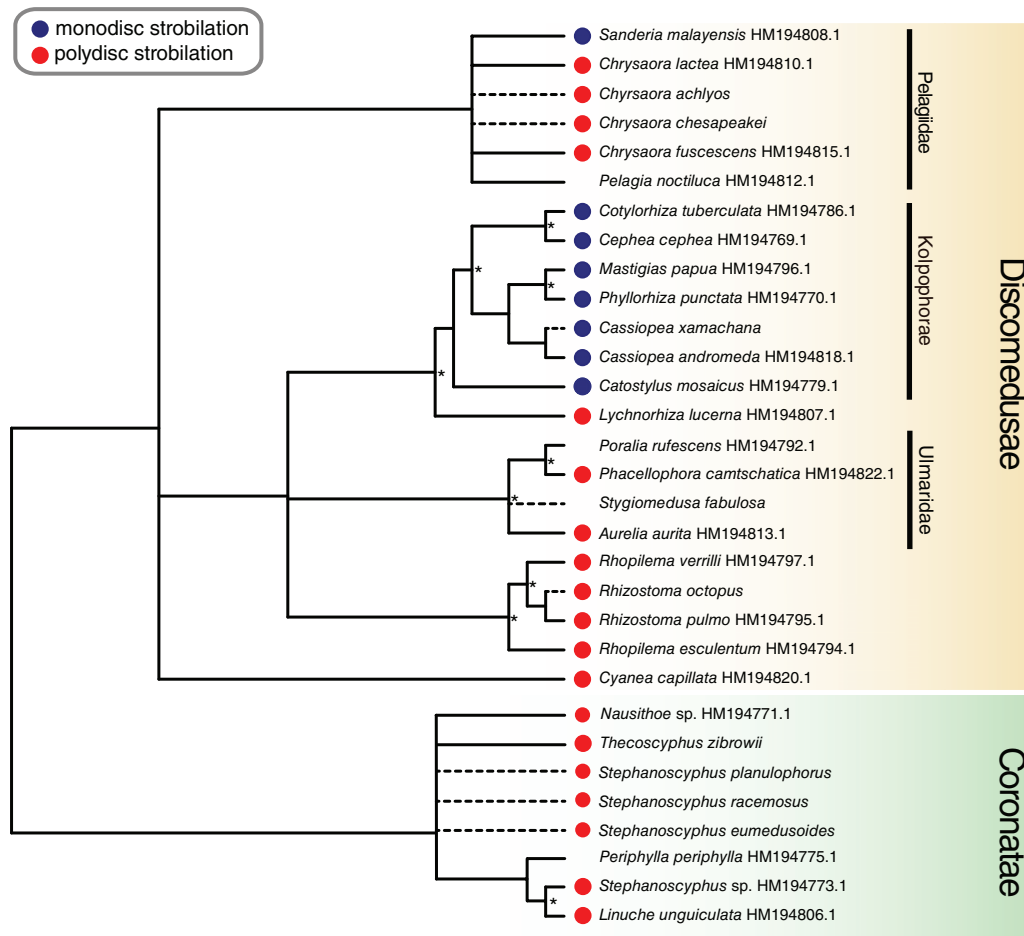 monodisc strobilation
polydisc strobilation
Sanderia malayensis HM194808.1
Chrysaora lactea HM194810.1
Chyrsaora achlyos
Chrysaora chesapeakei
Chrysaora fuscescens HM194815.1
Pelagia noctiluca HM194812.1
Pelagiidae
Cotylorhiza tuberculata HM194786.1
* Cephea cephea HM194769.1
* Mastigias papua HM194796.1
* Phyllorhiza punctata HM194770.1
Cassiopea xamachana
Cassiopea andromeda HM194818.1
* Catostylus mosaicus HM194779.1
Kolpophorae
Lychnorhiza lucerna HM194807.1
Poralia rufescens HM194792.1
* Phacellophora camtschatica HM194822.1
* Stygiomedusa fabulosa
Aurelia aurita HM194813.1
Ulmaridae
Rhopilema verrilli HM194797.1
* Rhizostoma octopus
* Rhizostoma pulmo HM194795.1
Rhopilema esculentum HM194794.1
Cyanea capillata HM194820.1
Discomedusae
Nausithoe sp. HM194771.1
Thecoscyphus zibrowii
Stephanoscyphus planulophorus
Stephanoscyphus racemosus
Stephanoscyphus eumedusoides
Periphylla periphylla HM194775.1
Stephanoscyphus sp. HM194773.1
* Linuche unguiculata HM194806.1
Coronatae